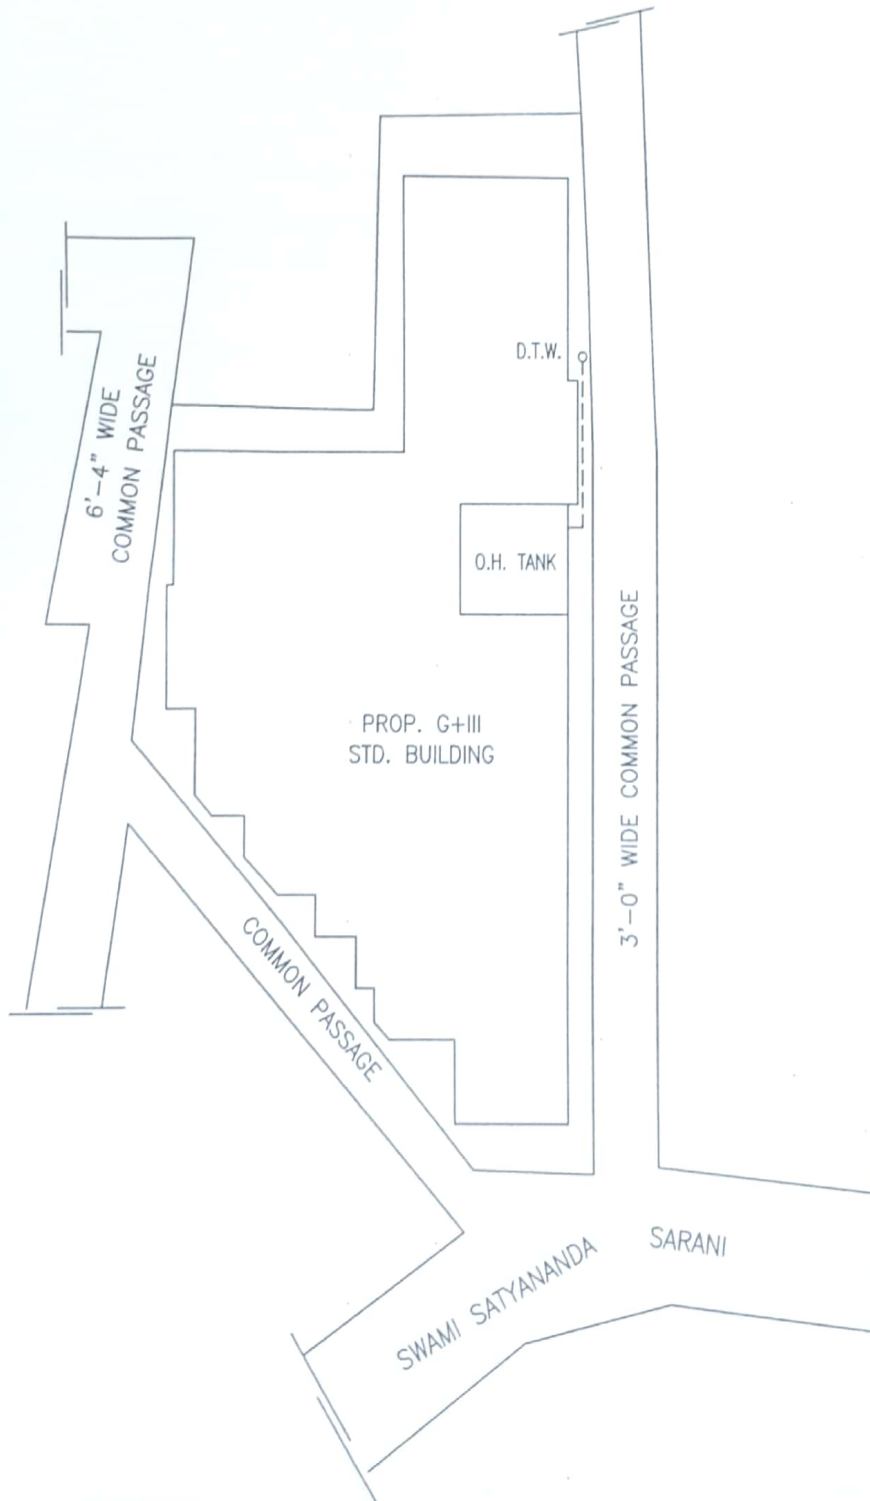 D.T.W.
6'-4" WIDE
COMMON PASSAGE
O.H. TANK
PROP. G+III
STD. BUILDING
3'-0" WIDE COMMON PASSAGE
COMMON PASSAGE
SWAMI SATYANANDA SARANI